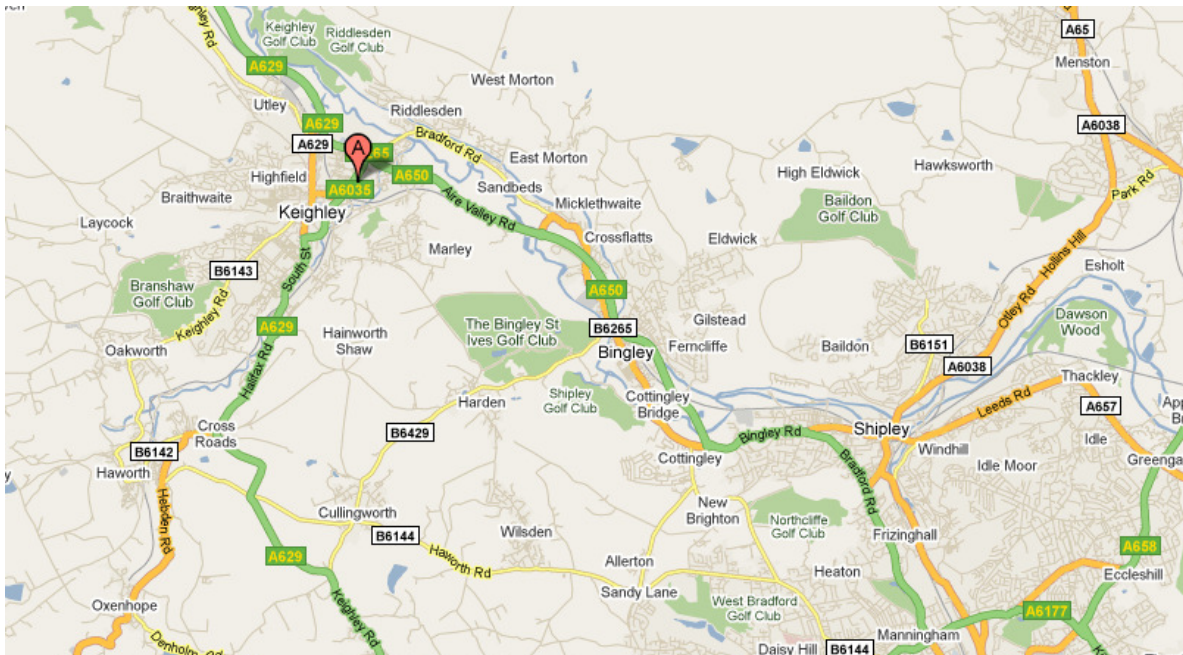 Keighley
Golf Club
Riddlesden
Golf Club
A65
Menston
A629
West Morton
Utley
Riddlesden
A629
A629
A
Bradford Rd
A6038
A650
East Morton
Hawksworth
Highfield
A6035
High Eldwick
Braithwaite
Sandbeds
Park Rd
Baildon
Golf Club
Keighley
Micklethwaite
Laycock
Aire Valley Rd
Crossflatts
Eldwick
Marley
Hollins Hill
South St
B6143
Esholt
Branshaw
Golf Club
A650
Otley Rd
Dawson
Wood
Keighley Rd
A629
Hainworth
Shaw
The Bingley St
Ives Golf Club
B6265
Gilstead
Oakworth
Bingley
Ferncliffe
Baildon
B6151
A6038
Halifax Rd
Thackley
Harden
Shipley
Golf Club
Cottingley
Bridge
Leeds Rd
A657
Cross
Roads
B6429
Bingley Rd
Shipley
Windhill
Idle
B6142
Cottingley
Idle Moor
Haworth
Bradford Rd
Hebden Rd
New
Brighton
Cullingworth
Wilsden
Northcliffe
Golf Club
Frizinghall
B6144
A658
A629
Haworth Rd
Allerton
Heaton
Eccleshill
Sandy Lane
Oxenhope
Keighley Rd
West Bradford
Golf Club
A6177
Manningham
Daisy Hill
B6144